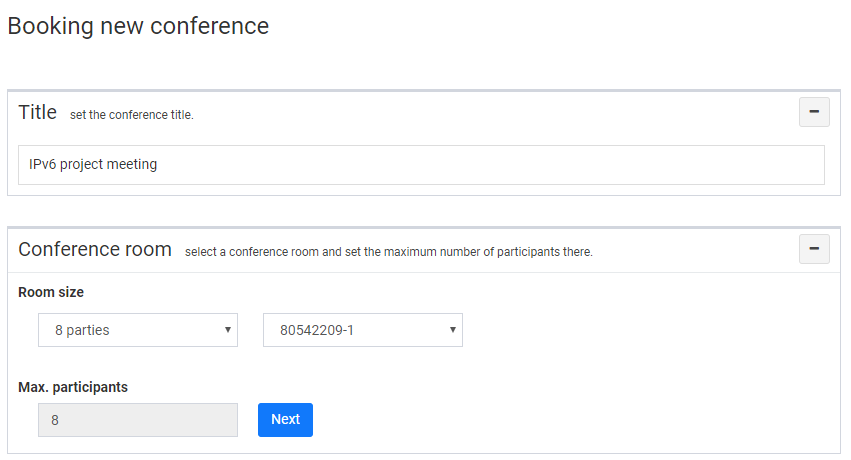 Booking new conference
Title set the conference title.
IPv6 project meeting
Conference room select a conference room and set the maximum number of participants there.
Room size
8 parties 80542209-1
Max. participants
8 Next